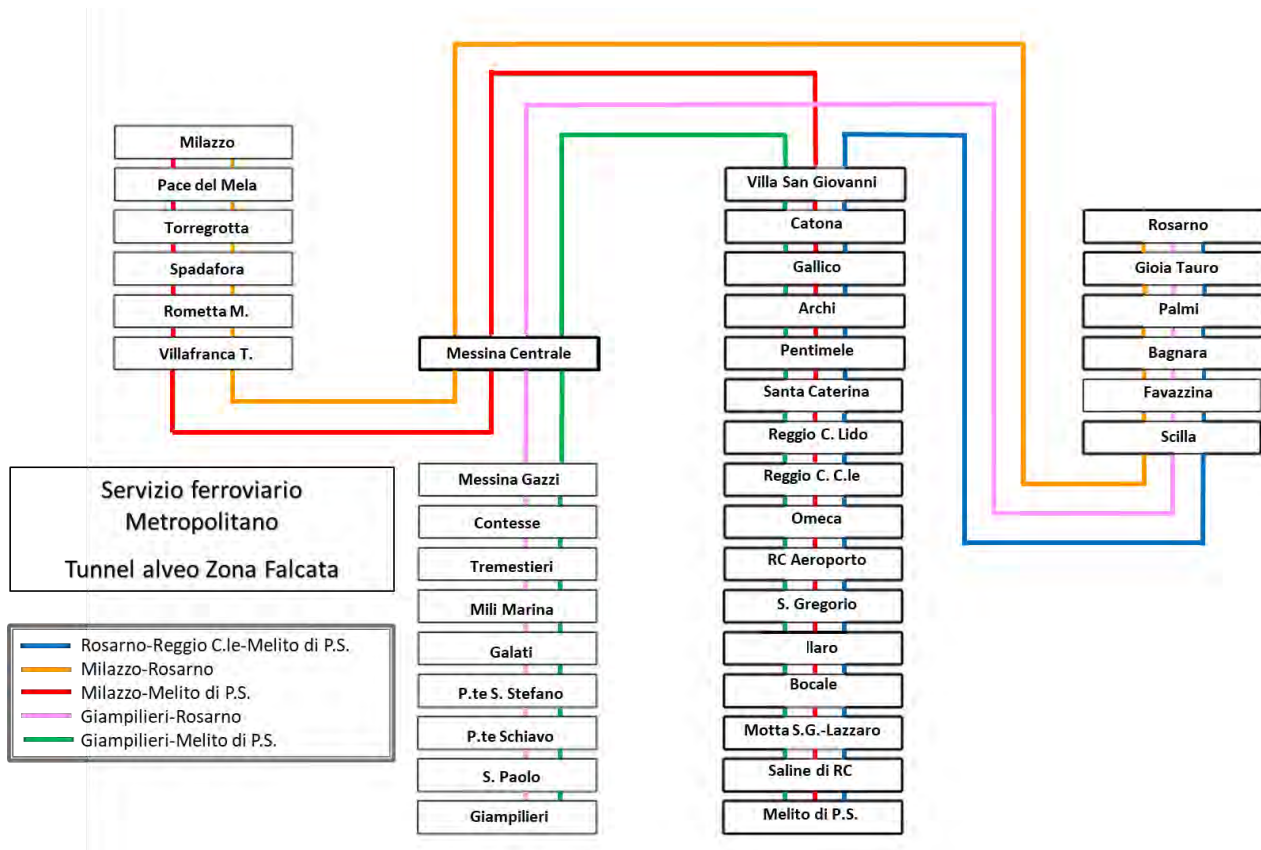 Milazzo
Pace del Mela
Torregrotta
Spadafora
Rometta M.
Villafranca T.
Messina Centrale
Messina Gazzi
Contesse
Tremestieri
Mili Marina
Galati
P.te S. Stefano
P.te Schiavo
S. Paolo
Giampilieri
Villa San Giovanni
Catona
Gallico
Archi
Pentimele
Santa Caterina
Reggio C. Lido
Reggio C. C.le
Omeca
RC Aeroporto
S. Gregorio
llaro
Bocale
Motta S.G.-Lazzaro
Saline di RC
Melito di P.S.
Rosarno
Gioia Tauro
Palmi
Bagnara
Favazzina
Scilla
Servizio ferroviario
Metropolitano
Tunnel alveo Zona Falcata
Rosarno-Reggio C.le-Melito di P.S.
Milazzo-Rosarno
Milazzo-Melito di P.S.
Giampilieri-Rosarno
Giampilieri-Melito di P.S.